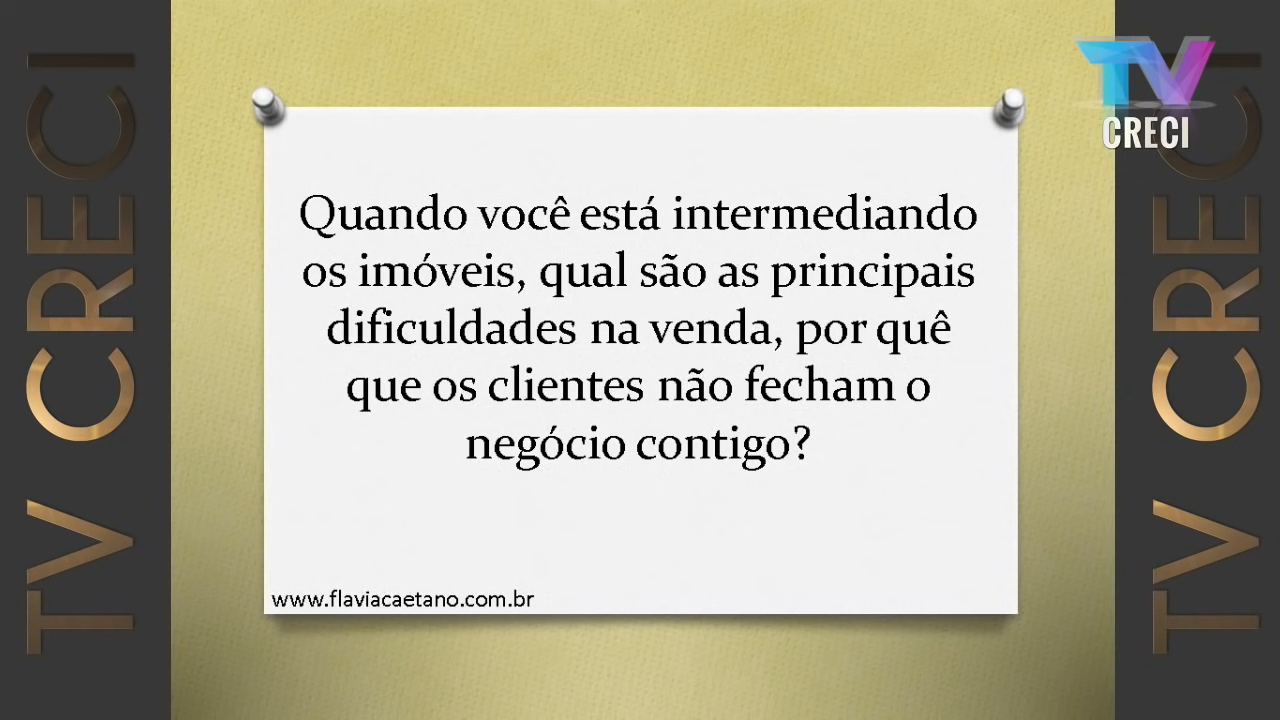 TV CRECI
TV
CRECI
Quando você está intermediando
os imóveis, qual são as principais
dificuldades na venda, por quê
que os clientes não fecham o
negócio contigo?
www.flaviacaetano.com.br
TV CRECI